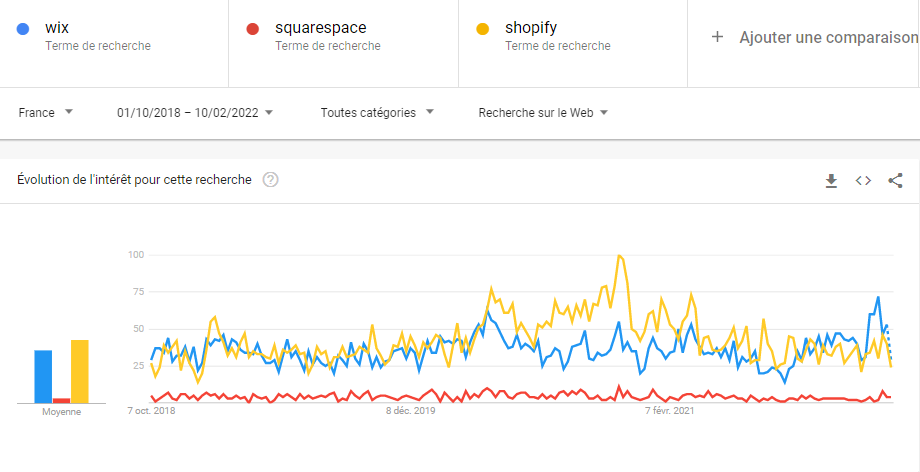 wix
Terme de recherche
squarespace
Terme de recherche
shopify
Terme de recherche
+ Ajouter une comparaison
France
01/10/2018 – 10/02/2022
Toutes catégories
Recherche sur le Web
Évolution de l'intérêt pour cette recherche
?
100
75
50
25
Moyenne
7 oct. 2018
8 déc. 2019
7 févr. 2021